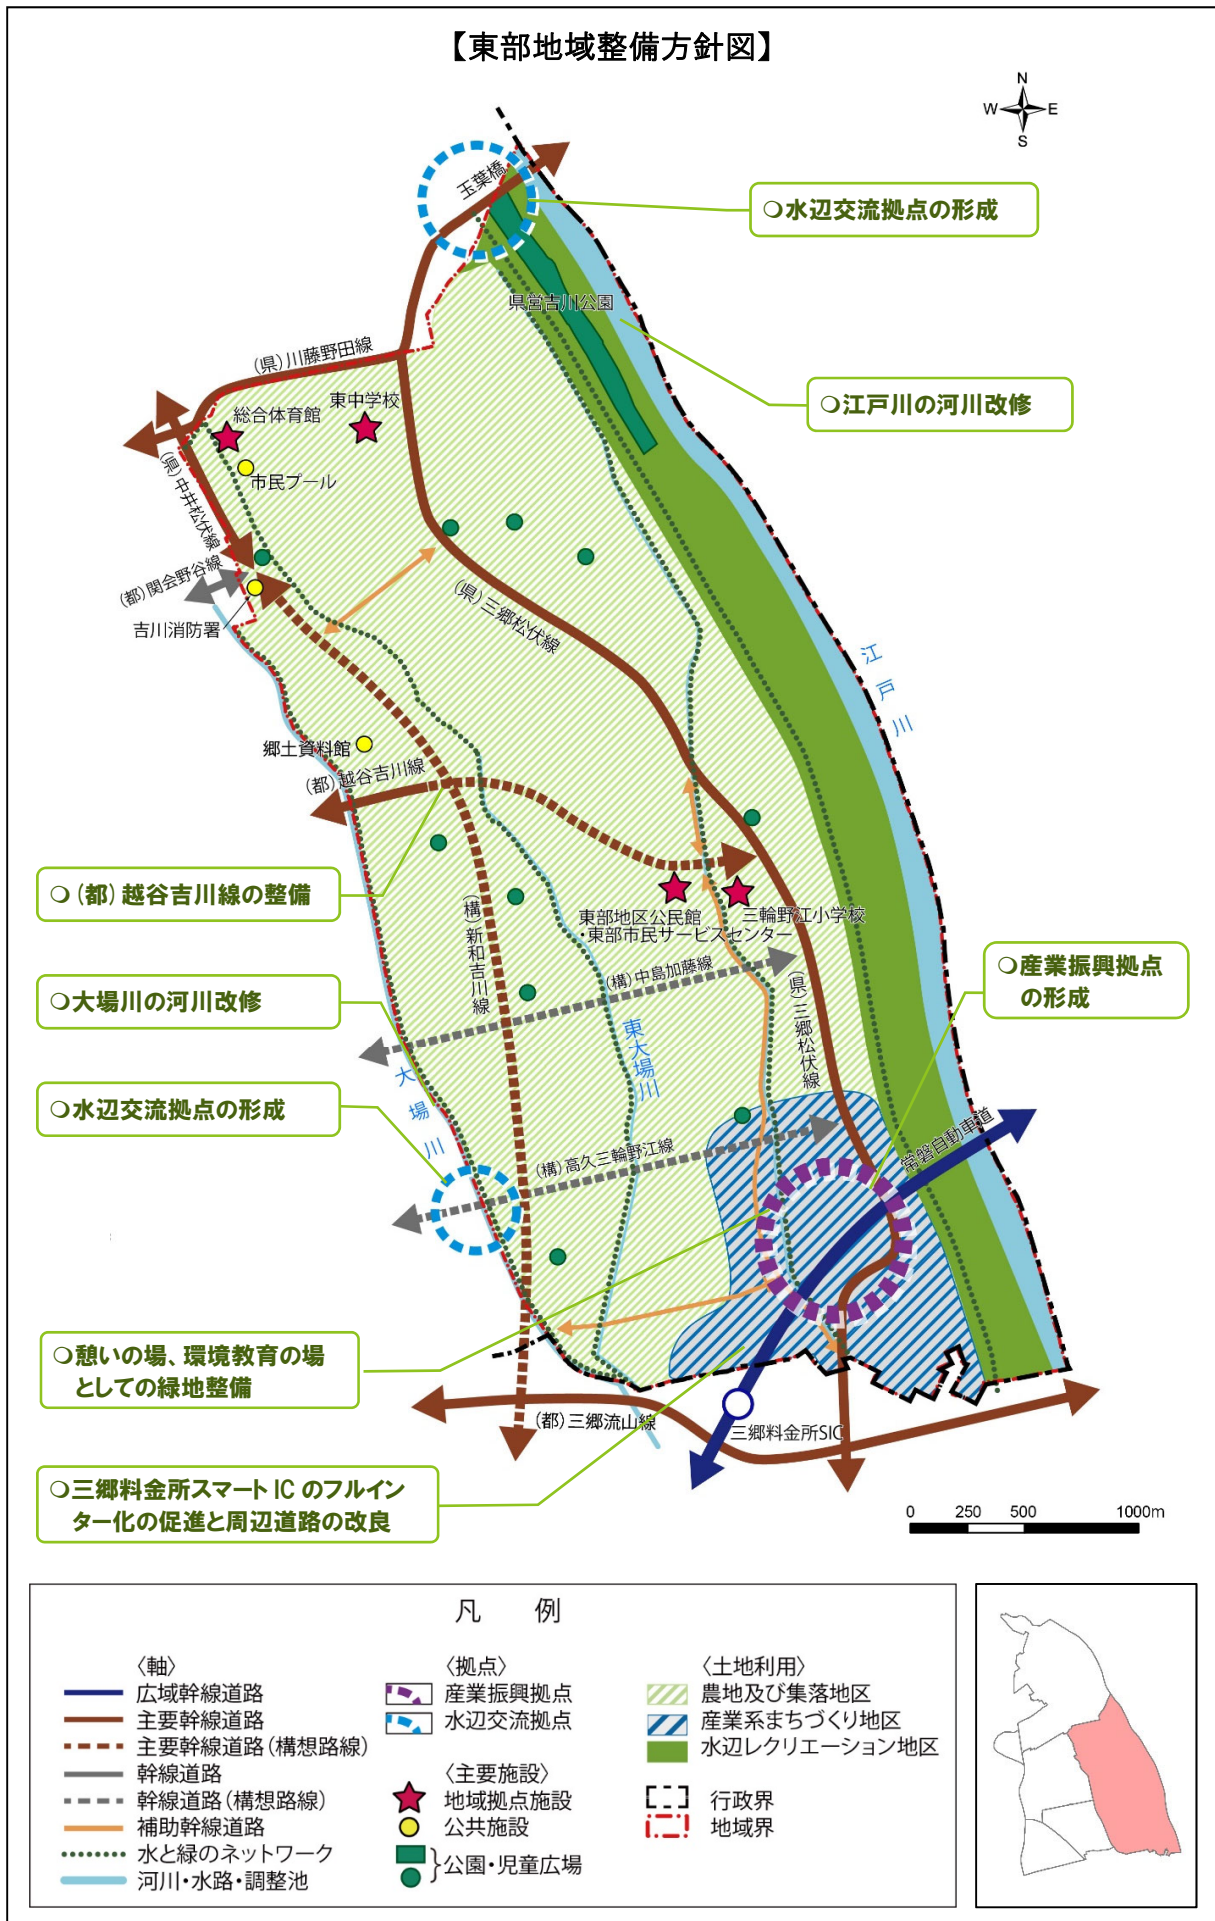 【東部地域整備方針図】
N
W
E
S
玉葉橋
○水辺交流拠点の形成
県営吉川公園
(県)川藤野田線
○江戸川の河川改修
東中学校
総合体育館
市民プール
(県)中井松伏線
(都)関会野谷線
吉川消防署
(県)三郷松伏線
江戸川
郷土資料館
(都)越谷吉川線
○(都)越谷吉川線の整備
(構)新和吉川線
東部地区公民館
・東部市民サービスセンター
三輪野江小学校
(構)中島加藤線
(県)三郷松伏線
○産業振興拠点
の形成
○大場川の河川改修
東大場川
大場川
○水辺交流拠点の形成
(構)高久三輪野江線
常磐自動車道
○憩いの場、環境教育の場
としての緑地整備
(都)三郷流山線
三郷料金所SIC
○三郷料金所スマートICのフルイン
ター化の促進と周辺道路の改良
0 250 500 1000m
凡 例
〈軸〉
広域幹線道路
主要幹線道路
主要幹線道路(構想路線)
幹線道路
幹線道路(構想路線)
補助幹線道路
水と緑のネットワーク
河川・水路・調整池
〈拠点〉
産業振興拠点
水辺交流拠点
〈主要施設〉
地域拠点施設
公共施設
公園・児童広場
〈土地利用〉
農地及び集落地区
産業系まちづくり地区
水辺レクリエーション地区
行政界
地域界